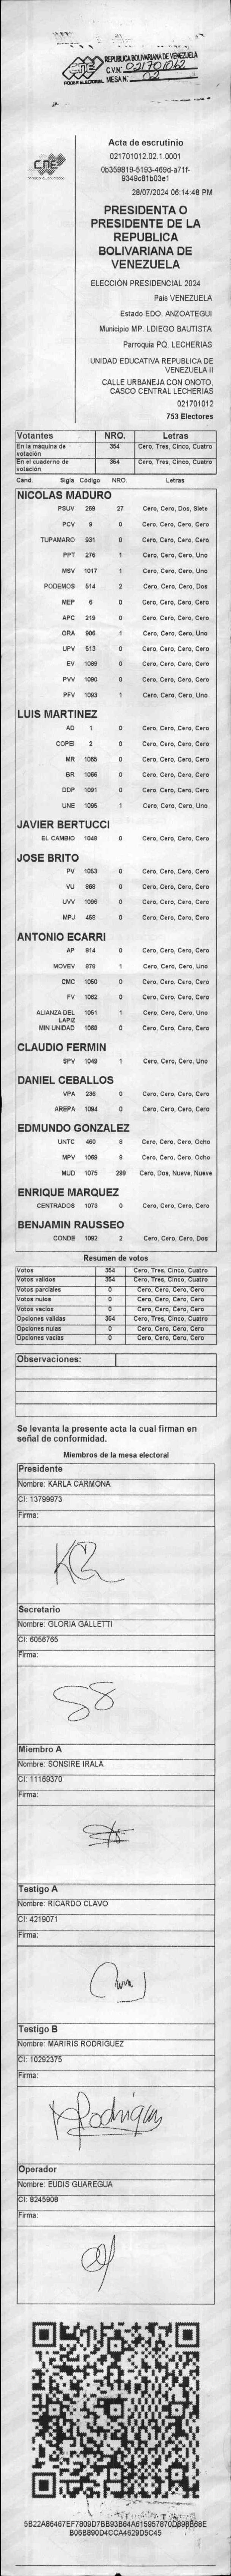 CNE
PODER ELECTORAL
REPUBLICA BOLIVARIANA DE VENEZUELA
C.V.N: 021701012
MESA N: 02
CNE
Acta de escrutinio
021701012.02.1.0001
0b359819-5193-469d-a71f-
9349c81b03e1
28/07/2024 06:14:48 PM
PRESIDENTA O
PRESIDENTE DE LA
REPUBLICA
BOLIVARIANA DE
VENEZUELA
ELECCIÓN PRESIDENCIAL 2024
País VENEZUELA
Estado EDO. ANZOATEGUI
Municipio MP. LDIEGO BAUTISTA
Parroquia PQ. LECHERIAS
UNIDAD EDUCATIVA REPUBLICA DE
VENEZUELA II
CALLE URBANEJA CON ONOTO,
CASCO CENTRAL LECHERIAS
021701012
753 Electores
Votantes NRO. Letras
En la máquina de votación 354 Cero, Tres, Cinco, Cuatro
En el cuaderno de votación 354 Cero, Tres, Cinco, Cuatro
Cand. Sigla Código NRO. Letras
NICOLAS MADURO
PSUV 269 27 Cero, Cero, Dos, Siete
PCV 9 0 Cero, Cero, Cero, Cero
TUPAMARO 931 0 Cero, Cero, Cero, Cero
PPT 276 1 Cero, Cero, Cero, Uno
MSV 1017 1 Cero, Cero, Cero, Uno
PODEMOS 514 2 Cero, Cero, Cero, Dos
MEP 6 0 Cero, Cero, Cero, Cero
APC 219 0 Cero, Cero, Cero, Cero
ORA 906 1 Cero, Cero, Cero, Uno
UPV 513 0 Cero, Cero, Cero, Cero
EV 1099 0 Cero, Cero, Cero, Cero
PVV 1090 0 Cero, Cero, Cero, Cero
PFV 1093 1 Cero, Cero, Cero, Uno
LUIS MARTINEZ
AD 1 0 Cero, Cero, Cero, Cero
COPEI 2 0 Cero, Cero, Cero, Cero
MR 1065 0 Cero, Cero, Cero, Cero
BR 1066 0 Cero, Cero, Cero, Cero
DDP 1091 0 Cero, Cero, Cero, Cero
UNE 1095 1 Cero, Cero, Cero, Uno
JAVIER BERTUCCI
EL CAMBIO 1048 0 Cero, Cero, Cero, Cero
JOSE BRITO
PV 1053 0 Cero, Cero, Cero, Cero
VU 868 0 Cero, Cero, Cero, Cero
UVV 1096 0 Cero, Cero, Cero, Cero
MPJ 458 0 Cero, Cero, Cero, Cero
ANTONIO ECARRI
AP 814 0 Cero, Cero, Cero, Cero
MOVEV 879 1 Cero, Cero, Cero, Uno
CMC 1050 0 Cero, Cero, Cero, Cero
FV 1062 0 Cero, Cero, Cero, Cero
ALIANZA DEL LAPIZ 1051 1 Cero, Cero, Cero, Uno
MIN UNIDAD 1068 0 Cero, Cero, Cero, Cero
CLAUDIO FERMIN
SPV 1049 1 Cero, Cero, Cero, Uno
DANIEL CEBALLOS
VPA 236 0 Cero, Cero, Cero, Cero
AREPA 1094 0 Cero, Cero, Cero, Cero
EDMUNDO GONZALEZ
UNTC 460 8 Cero, Cero, Cero, Ocho
MPV 1069 8 Cero, Cero, Cero, Ocho
MUD 1075 299 Cero, Dos, Nueve, Nueve
ENRIQUE MARQUEZ
CENTRADOS 1073 0 Cero, Cero, Cero, Cero
BENJAMIN RAUSSEO
CONDE 1092 2 Cero, Cero, Cero, Dos
Resumen de votos
Votos 354 Cero, Tres, Cinco, Cuatro
Votos validos 354 Cero, Tres, Cinco, Cuatro
Votos parciales 0 Cero, Cero, Cero, Cero
Votos nulos 0 Cero, Cero, Cero, Cero
Votos vacios 0 Cero, Cero, Cero, Cero
Opciones validas 354 Cero, Tres, Cinco, Cuatro
Opciones nulas 0 Cero, Cero, Cero, Cero
Opciones vacias 0 Cero, Cero, Cero, Cero
Observaciones:
Se levanta la presente acta la cual firman en
señal de conformidad.
Miembros de la mesa electoral
Presidente
Nombre: KARLA CARMONA
CI: 13799973
Firma:
Secretario
Nombre: GLORIA GALLETTI
CI: 6056765
Firma:
Miembro A
Nombre: SONSIRE IRALA
CI: 11169370
Firma:
Testigo A
Nombre: RICARDO CLAVO
CI: 4219071
Firma:
Testigo B
Nombre: MARIRIS RODRIGUEZ
CI: 10292375
Firma:
Operador
Nombre: EUDIS GUAREGUA
CI: 8245908
Firma:
B06B890D4CCA4629D5C45